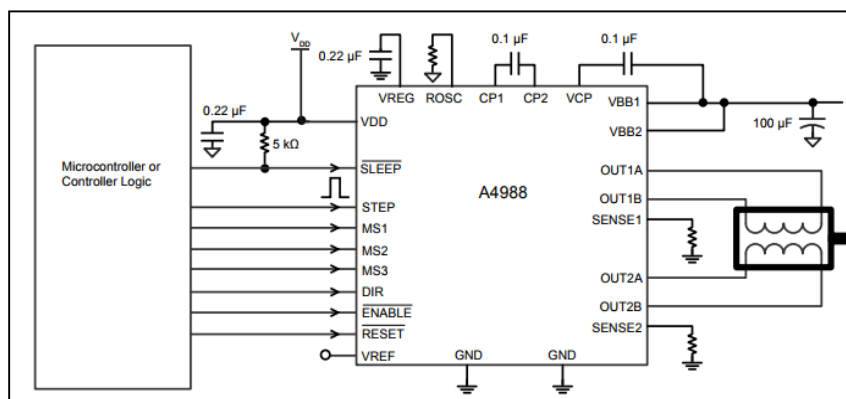 VDD
0.22 µF
0.1 µF
0.1 µF
VREG ROSC CP1 CP2 VCP
0.22 µF
VDD
VBB1
5 kΩ
VBB2
100 µF
Microcontroller or
Controller Logic
SLEEP
A4988
OUT1A
OUT1B
STEP
SENSE1
MS1
MS2
MS3
OUT2A
DIR
OUT2B
ENABLE
SENSE2
RESET
VREF
GND GND